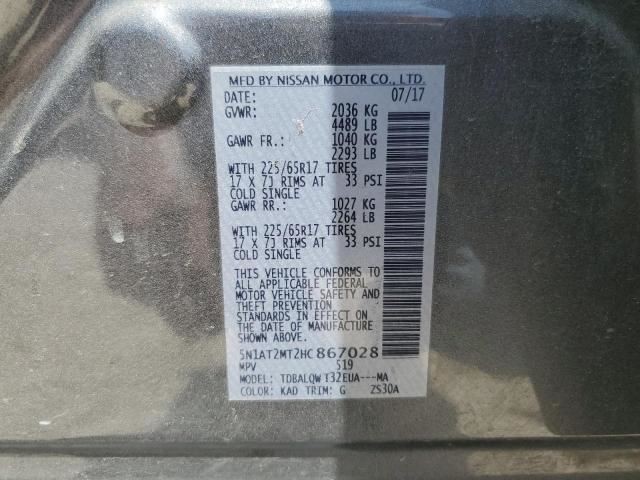 MFD BY NISSAN MOTOR CO., LTD.
DATE: 07/17
GVWR: 2036 KG
4489 LB
GAWR FR.: 1040 KG
2293 LB
WITH 225/65R17 TIRES
17 X 7J RIMS AT 33 PSI
COLD SINGLE
GAWR RR.: 1027 KG
2264 LB
WITH 225/65R17 TIRES
17 X 7J RIMS AT 33 PSI
COLD SINGLE
THIS VEHICLE CONFORMS TO
ALL APPLICABLE FEDERAL
MOTOR VEHICLE SAFETY AND
THEFT PREVENTION
STANDARDS IN EFFECT ON
THE DATE OF MANUFACTURE
SHOWN ABOVE.
5N1AT2MT2HC867028
MPV 519
MODEL: TDBALQW T32EUA---MA
COLOR: KAD TRIM: G ZS30A